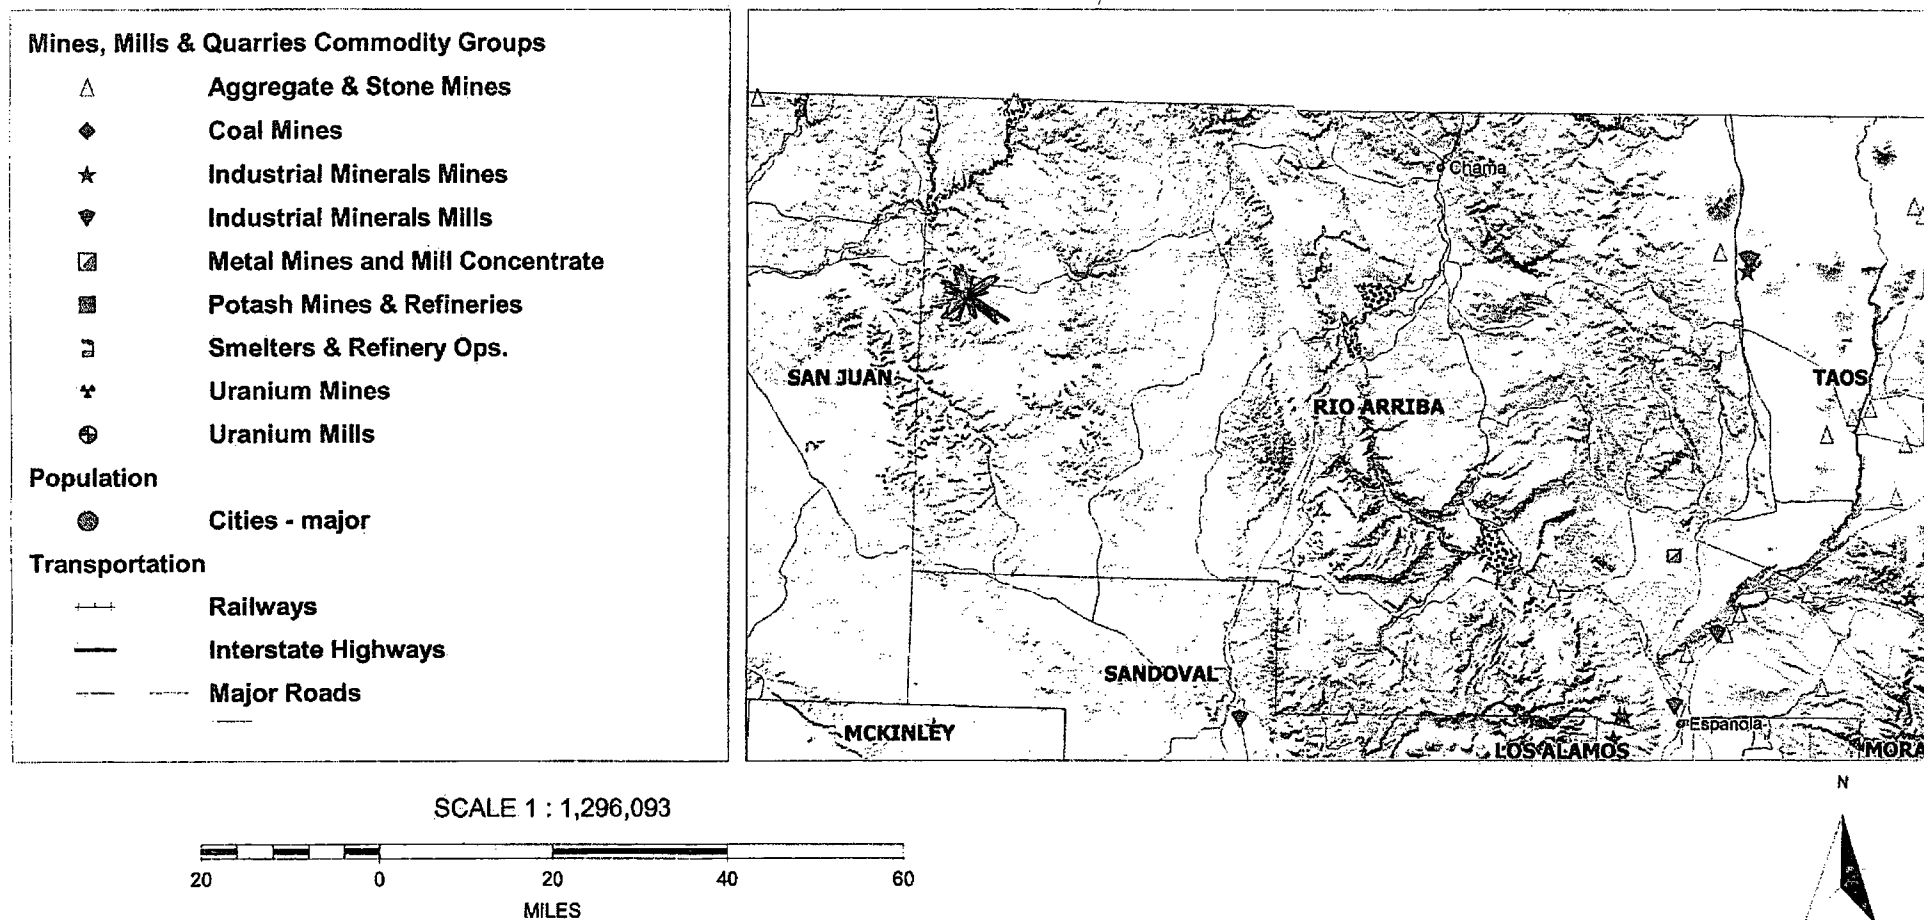 Mines, Mills & Quarries Commodity Groups
Aggregate & Stone Mines
Coal Mines
Industrial Minerals Mines
Industrial Minerals Mills
Metal Mines and Mill Concentrate
Potash Mines & Refineries
Smelters & Refinery Ops.
Uranium Mines
Uranium Mills
Population
Cities - major
Transportation
Railways
Interstate Highways
Major Roads
Chama
SAN JUAN
TAOS
RIO ARRIBA
SANDOVAL
Espanola
MCKINLEY
LOS ALAMOS
MORA
SCALE 1 : 1,296,093
20 0 20 40 60
MILES
N